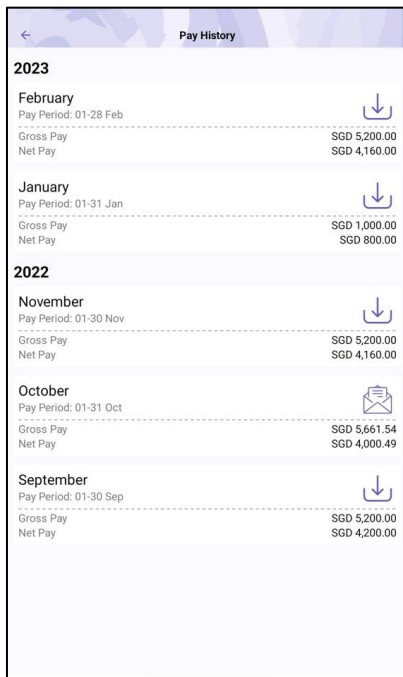 Pay History
2023
February
Pay Period: 01-28 Feb
Gross Pay SGD 5,200.00
Net Pay SGD 4,160.00
January
Pay Period: 01-31 Jan
Gross Pay SGD 1,000.00
Net Pay SGD 800.00
2022
November
Pay Period: 01-30 Nov
Gross Pay SGD 5,200.00
Net Pay SGD 4,160.00
October
Pay Period: 01-31 Oct
Gross Pay SGD 5,661.54
Net Pay SGD 4,000.49
September
Pay Period: 01-30 Sep
Gross Pay SGD 5,200.00
Net Pay SGD 4,200.00